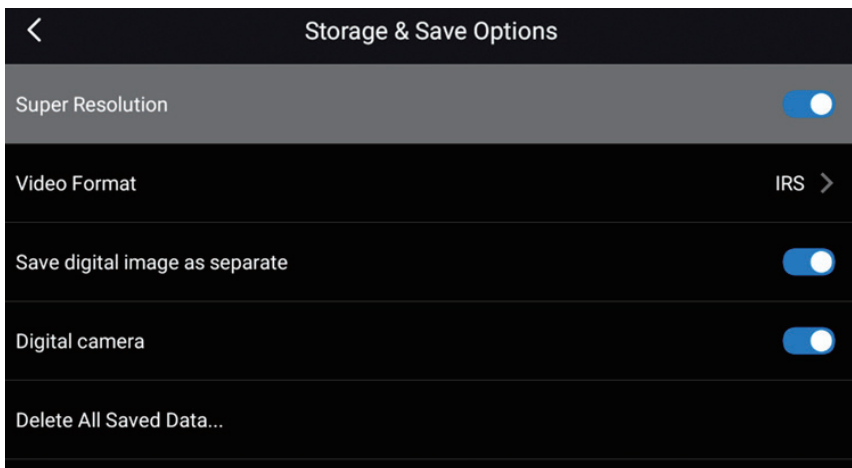 Storage & Save Options
Super Resolution
Video Format IRS
Save digital image as separate
Digital camera
Delete All Saved Data...